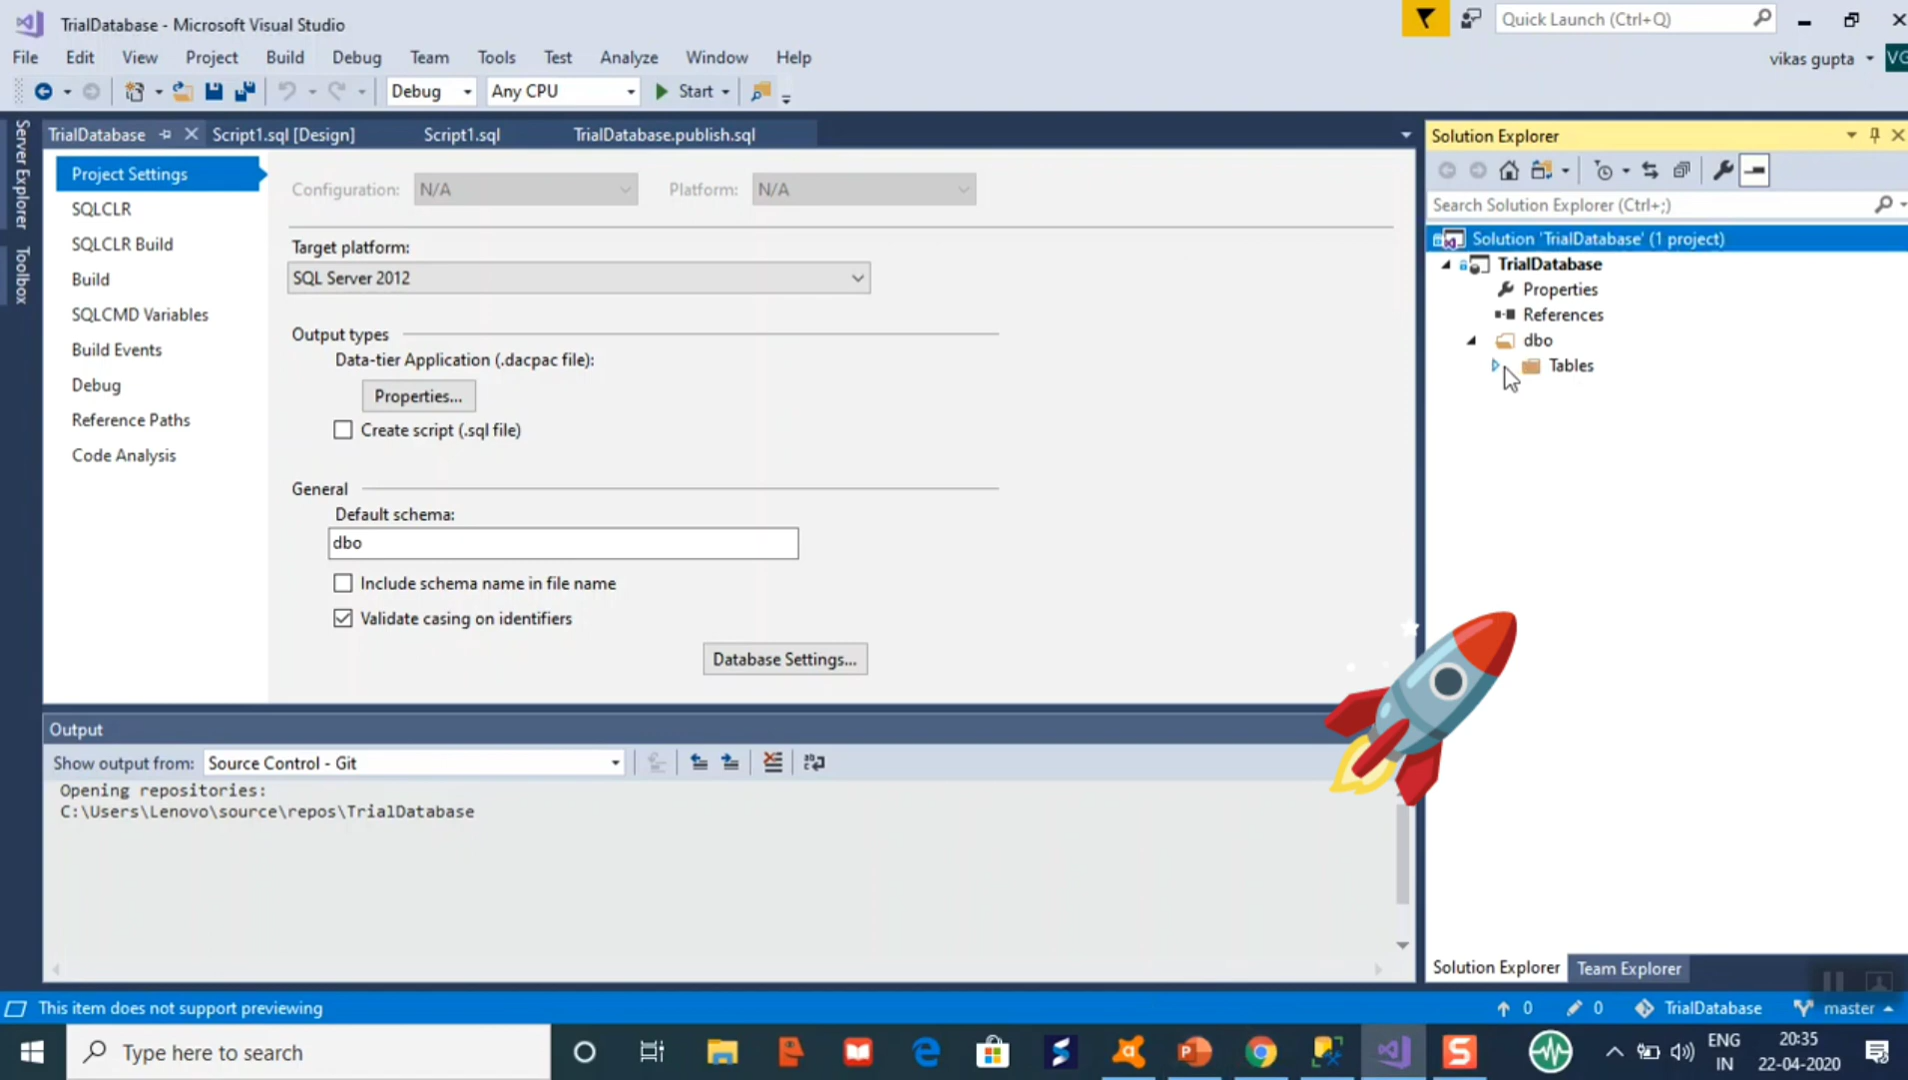 TrialDatabase - Microsoft Visual Studio
Quick Launch (Ctrl+Q)
File Edit View Project Build Debug Team Tools Test Analyze Window Help
vikas gupta
VG
Debug Any CPU Start
Server Explorer
Toolbox
TrialDatabase Script1.sql [Design] Script1.sql TrialDatabase.publish.sql
Project Settings
SQLCLR
SQLCLR Build
Build
SQLCMD Variables
Build Events
Debug
Reference Paths
Code Analysis
Configuration: N/A Platform: N/A
Target platform:
SQL Server 2012
Output types
Data-tier Application (.dacpac file):
Properties...
Create script (.sql file)
General
Default schema:
dbo
Include schema name in file name
Validate casing on identifiers
Database Settings...
Solution Explorer
Search Solution Explorer (Ctrl+;)
Solution 'TrialDatabase' (1 project)
TrialDatabase
Properties
References
dbo
Tables
Output
Show output from: Source Control - Git
Opening repositories:
C:\Users\Lenovo\source\repos\TrialDatabase
Solution Explorer Team Explorer
This item does not support previewing
0 0 TrialDatabase master
Type here to search
ENG
IN
20:35
22-04-2020